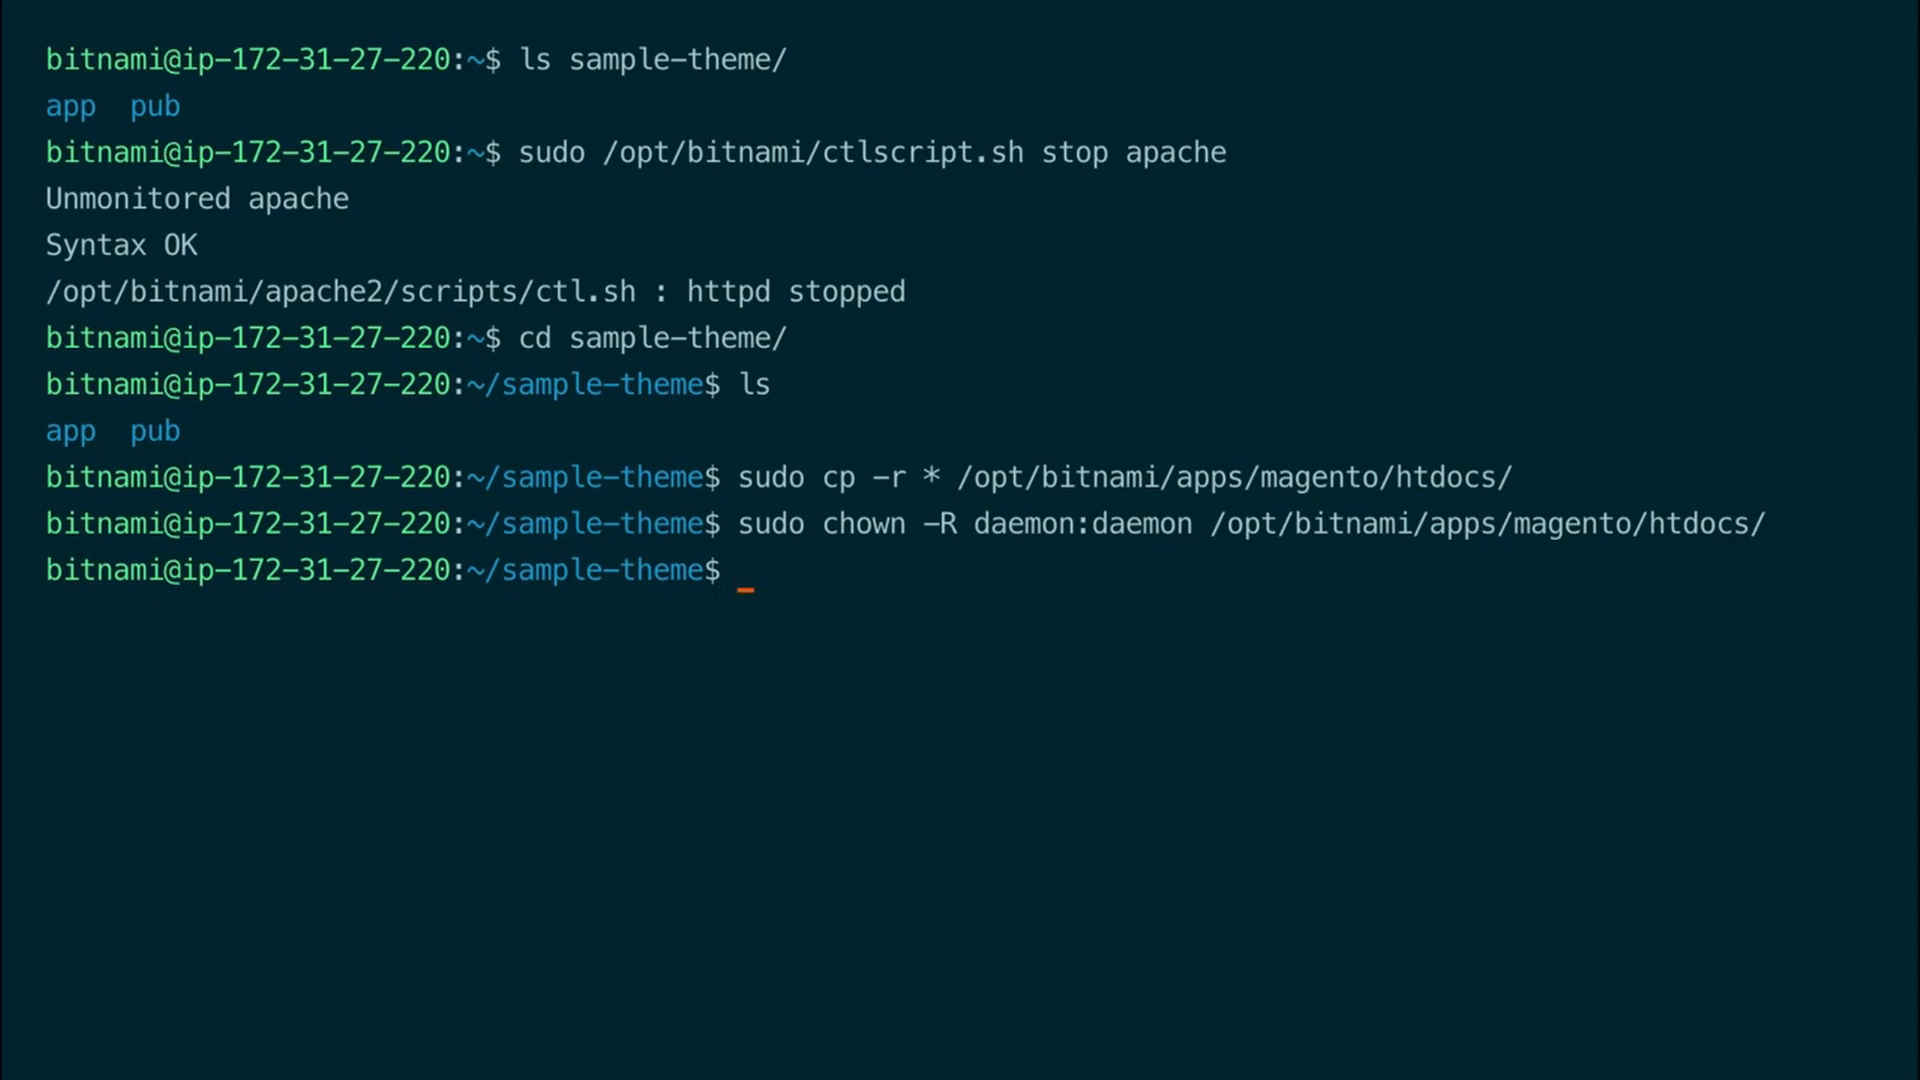 bitnami@ip-172-31-27-220:~$ ls sample-theme/
app  pub
bitnami@ip-172-31-27-220:~$ sudo /opt/bitnami/ctlscript.sh stop apache
Unmonitored apache
Syntax OK
/opt/bitnami/apache2/scripts/ctl.sh : httpd stopped
bitnami@ip-172-31-27-220:~$ cd sample-theme/
bitnami@ip-172-31-27-220:~/sample-theme$ ls
app  pub
bitnami@ip-172-31-27-220:~/sample-theme$ sudo cp -r * /opt/bitnami/apps/magento/htdocs/
bitnami@ip-172-31-27-220:~/sample-theme$ sudo chown -R daemon:daemon /opt/bitnami/apps/magento/htdocs/
bitnami@ip-172-31-27-220:~/sample-theme$ _